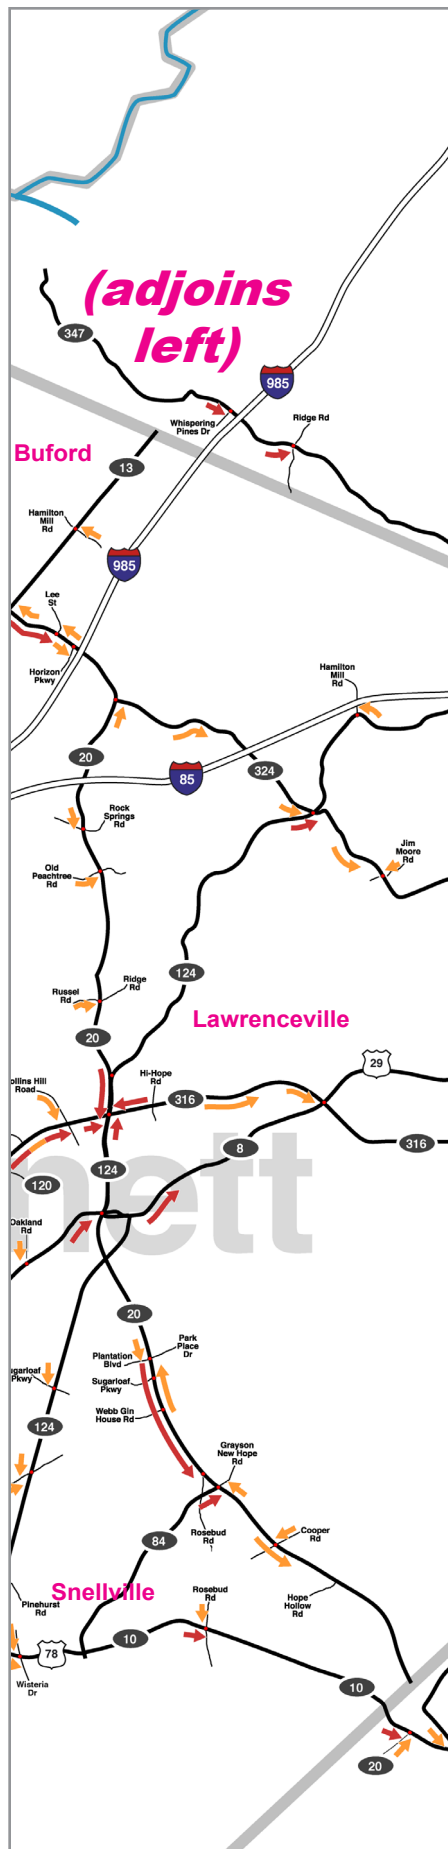 (adjoins
left)
347
985
Whispering
Pines Dr
Ridge Rd
Buford
13
Hamilton
Mill
Rd
985
Lee
St
Horizon
Pkwy
Hamilton
Mill
Rd
20
85
324
Rock
Springs
Rd
Old
Peachtree
Rd
Jim
Moore
Rd
124
Russel
Rd
Ridge
Rd
Lawrenceville
20
29
ollins Hill
Road
Hi-Hope
Rd
316
8
316
124
120
nett
Oakland
Rd
20
Plantation
Blvd
Park
Place
Dr
ugarloaf
Pkwy
Sugarloaf
Pkwy
Webb Gin
House Rd
124
Grayson
New Hope
Rd
Rosebud
Rd
84
Cooper
Rd
Snellville
Pinehurst
Rd
Rosebud
Rd
Hope
Hollow
Rd
10
78
Wisteria
Dr
10
20